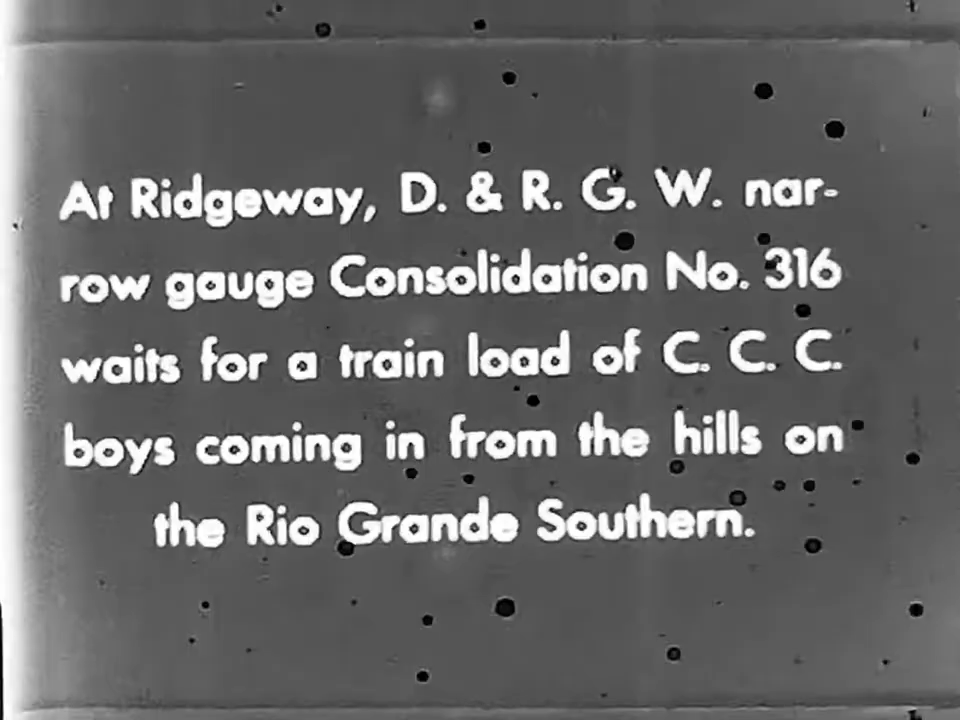 At Ridgeway, D. & R. G. W. nar-
row gauge Consolidation No. 316
waits for a train load of C. C. C.
boys coming in from the hills on
the Rio Grande Southern.